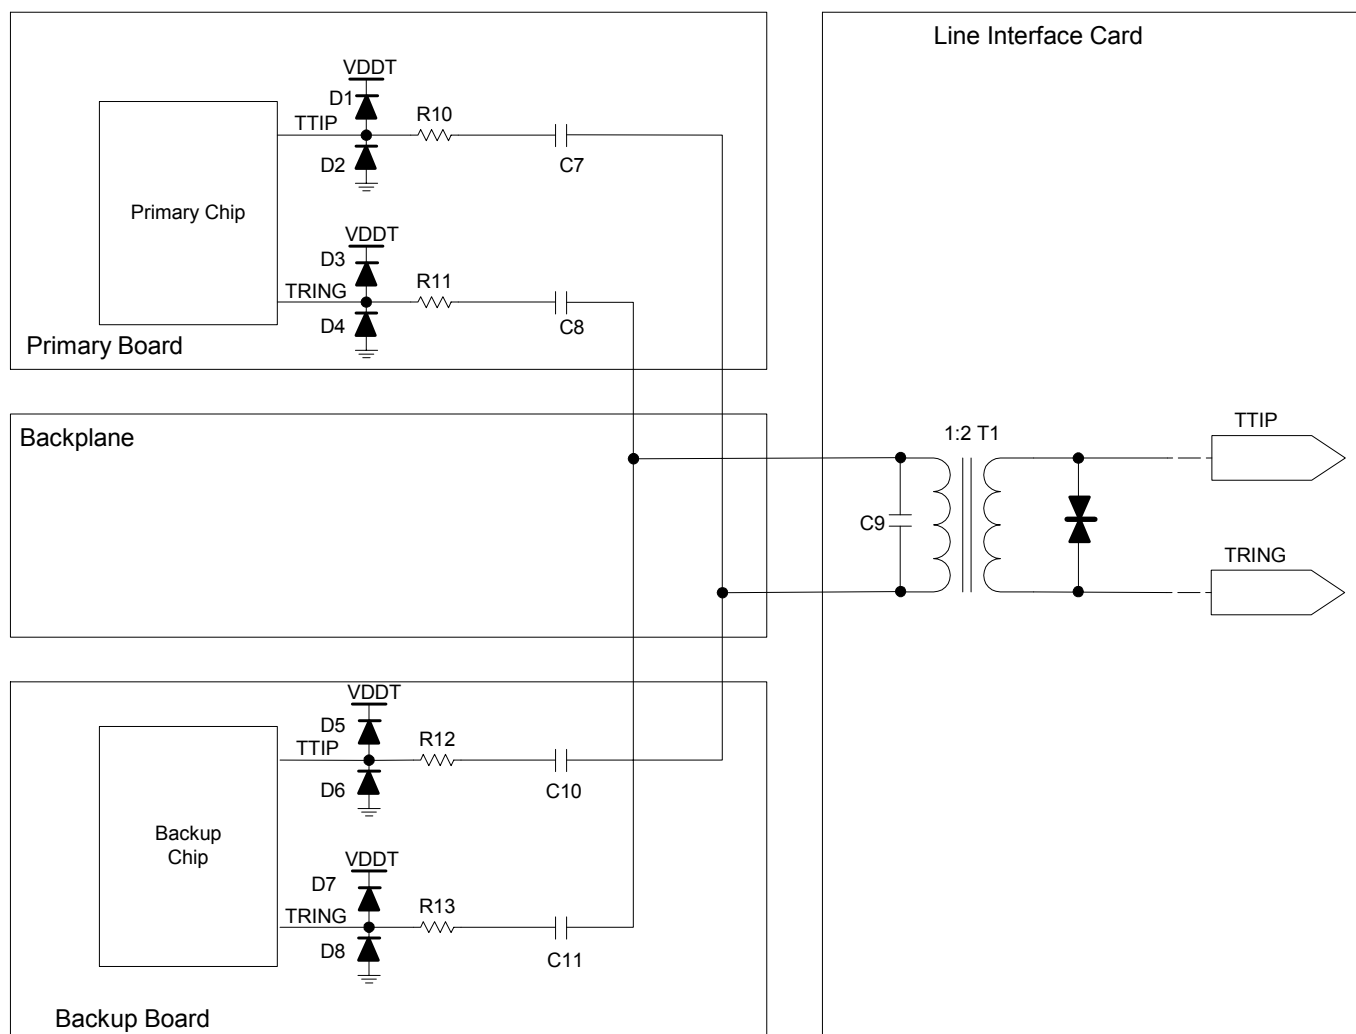 Line Interface Card
VDDT
D1
R10
TTIP
D2
C7
Primary Chip
VDDT
D3
R11
TRING
D4
C8
Primary Board
Backplane
1:2 T1
TTIP
C9
TRING
VDDT
D5
R12
TTIP
D6
C10
Backup
Chip
VDDT
D7
R13
TRING
D8
C11
Backup Board